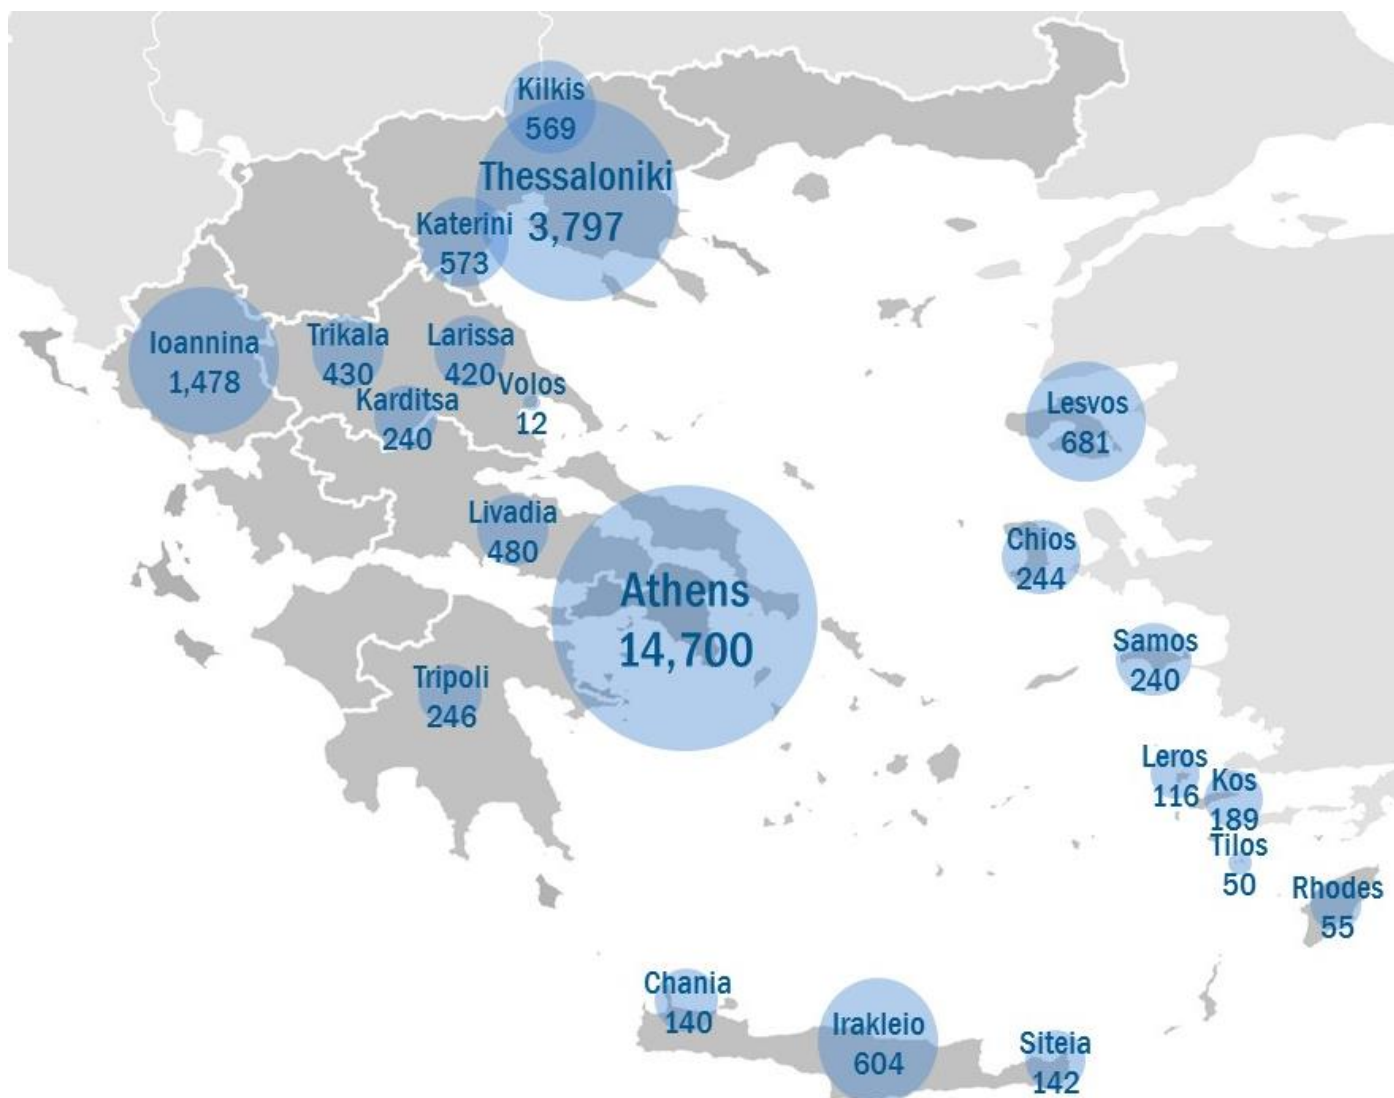 Kilkis
569
Thessaloniki
3,797
Katerini
573
Ioannina
1,478
Trikala
430
Larissa
420
Karditsa
240
Volos
12
Lesvos
681
Livadia
480
Chios
244
Athens
14,700
Samos
240
Tripoli
246
Leros
116
Kos
189
Tilos
50
Rhodes
55
Chania
140
Irakleio
604
Siteia
142